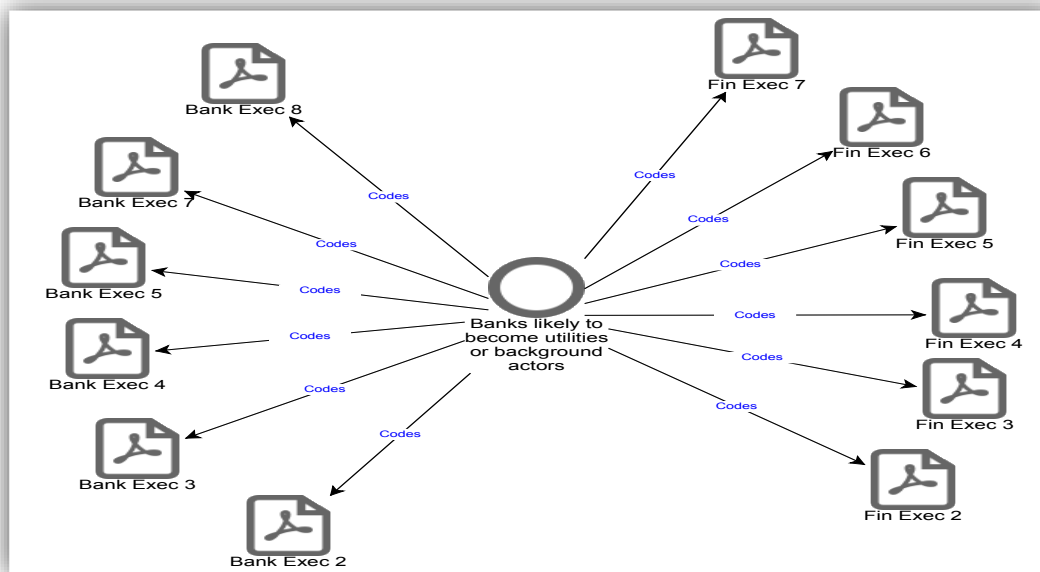 Fin Exec 7
Bank Exec 8
Fin Exec 6
Codes
Codes
Bank Exec 7
Codes
Codes
Fin Exec 5
Codes
Codes
Bank Exec 5
Codes
Codes
Banks likely to
become utilities
or background
actors
Codes
Fin Exec 4
Codes
Bank Exec 4
Codes
Codes
Fin Exec 3
Codes
Bank Exec 3
Fin Exec 2
Bank Exec 2